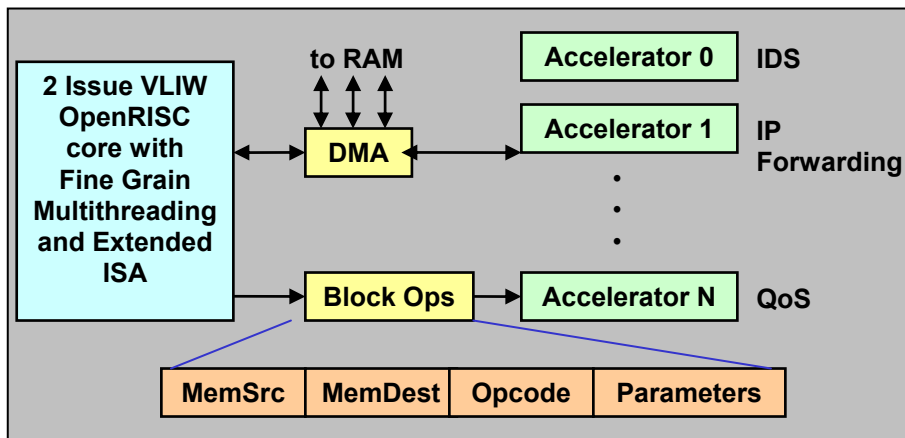 2 Issue VLIW
OpenRISC
core with
Fine Grain
Multithreading
and Extended
ISA
to RAM
DMA
Block Ops
Accelerator 0
IDS
Accelerator 1
IP
Forwarding
Accelerator N
QoS
MemSrc
MemDest
Opcode
Parameters